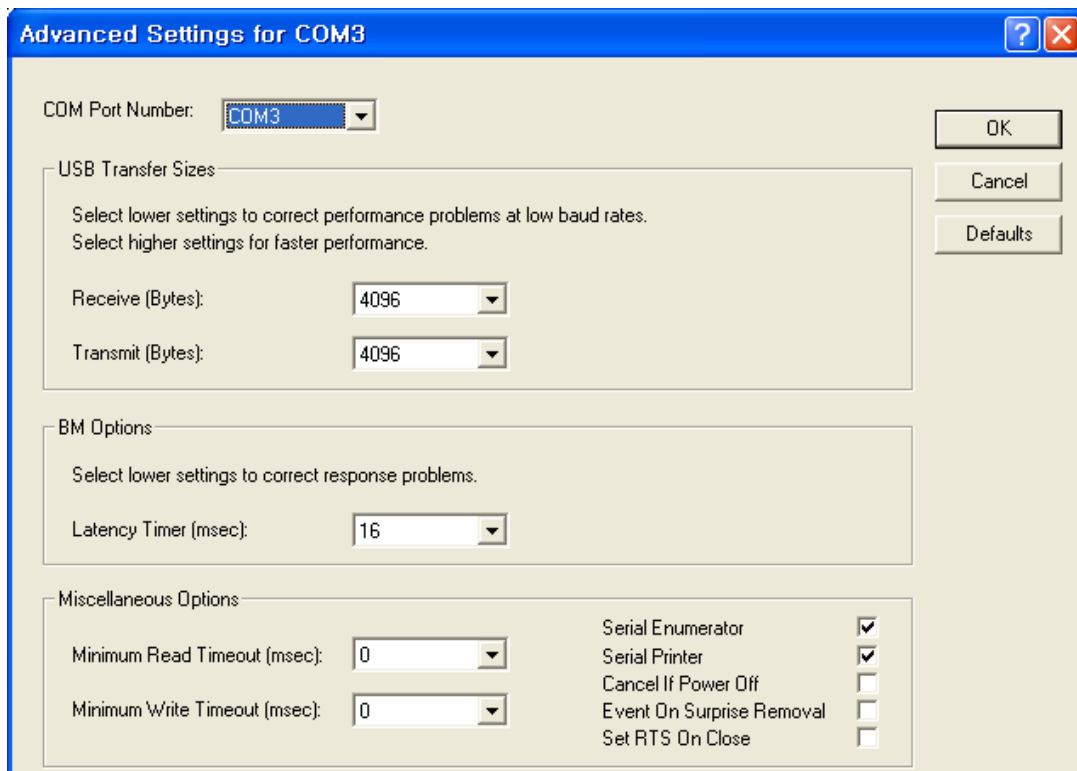 Advanced Settings for COM3
COM Port Number: COM3
OK
Cancel
Defaults
USB Transfer Sizes
Select lower settings to correct performance problems at low baud rates.
Select higher settings for faster performance.
Receive (Bytes): 4096
Transmit (Bytes): 4096
BM Options
Select lower settings to correct response problems.
Latency Timer (msec): 16
Miscellaneous Options
Minimum Read Timeout (msec): 0
Minimum Write Timeout (msec): 0
Serial Enumerator
Serial Printer
Cancel If Power Off
Event On Surprise Removal
Set RTS On Close